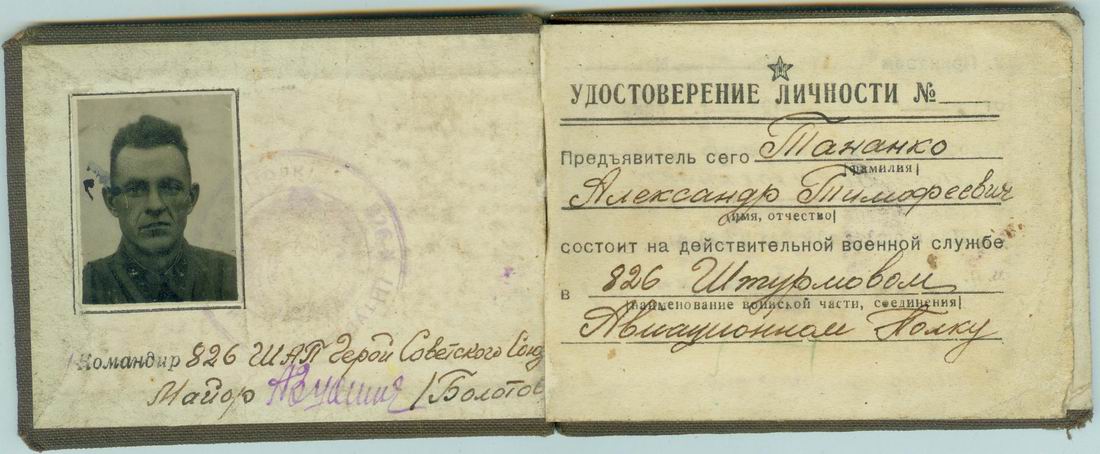 Командир 826 ШАП Герой Советского Союз
Майор /Болотов
УДОСТОВЕРЕНИЕ ЛИЧНОСТИ №
Предъявитель сего Тананко
(фамилия)
Александр Тимофеевич
(имя, отчество)
состоит на действительной военной службе
в 826 Штурмовом
(наименование воинской части, соединения)
Авиационном Полку